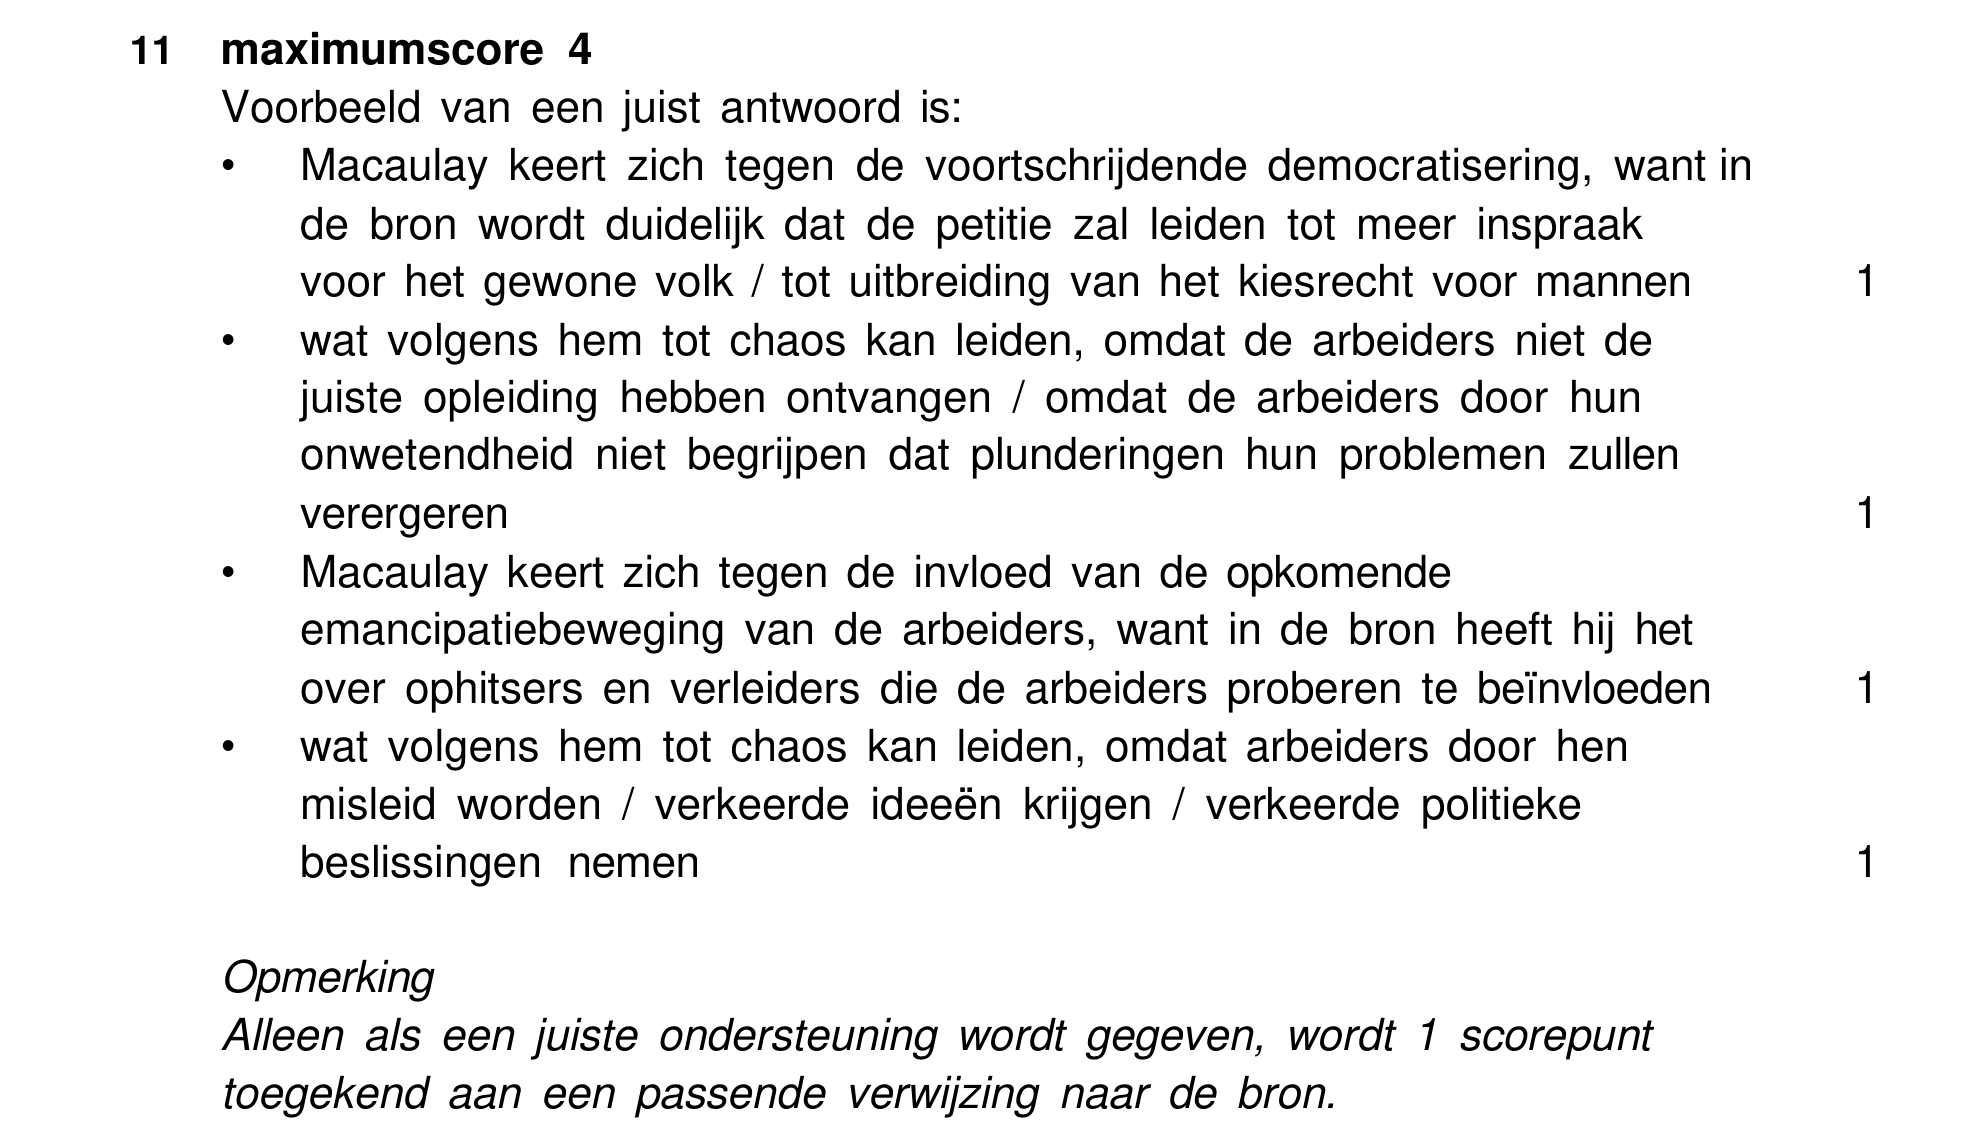 11 maximumscore 4
Voorbeeld van een juist antwoord is:
• Macaulay keert zich tegen de voortschrijdende democratisering, want in
de bron wordt duidelijk dat de petitie zal leiden tot meer inspraak
voor het gewone volk / tot uitbreiding van het kiesrecht voor mannen 1
• wat volgens hem tot chaos kan leiden, omdat de arbeiders niet de
juiste opleiding hebben ontvangen / omdat de arbeiders door hun
onwetendheid niet begrijpen dat plunderingen hun problemen zullen
verergeren 1
• Macaulay keert zich tegen de invloed van de opkomende
emancipatiebeweging van de arbeiders, want in de bron heeft hij het
over ophitsers en verleiders die de arbeiders proberen te beïnvloeden 1
• wat volgens hem tot chaos kan leiden, omdat arbeiders door hen
misleid worden / verkeerde ideeën krijgen / verkeerde politieke
beslissingen nemen 1
Opmerking
Alleen als een juiste ondersteuning wordt gegeven, wordt 1 scorepunt
toegekend aan een passende verwijzing naar de bron.